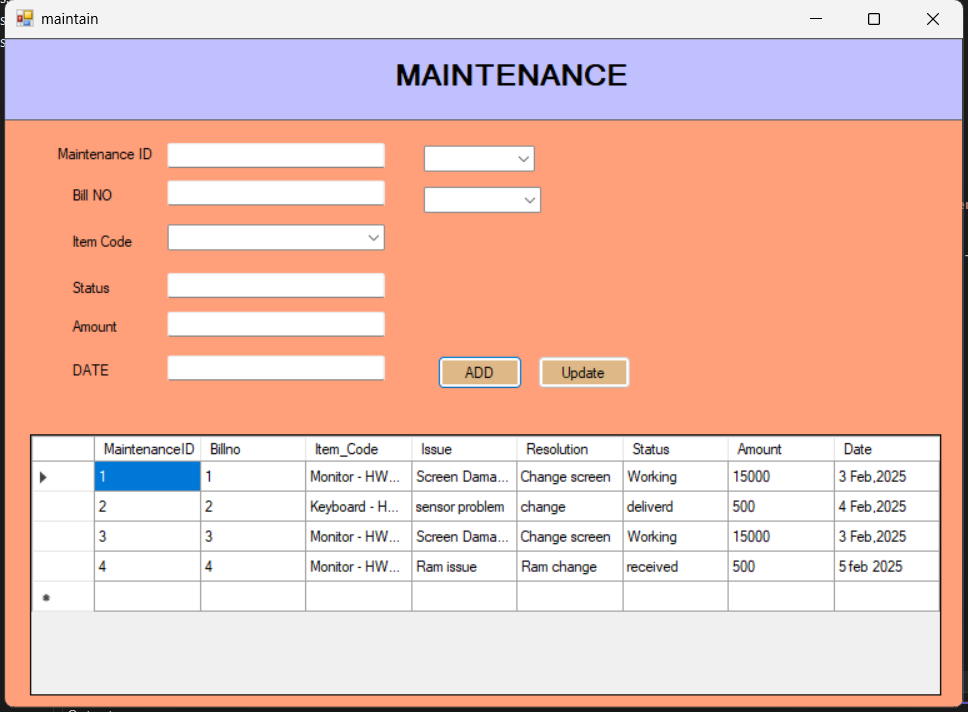 maintain
MAINTENANCE
Maintenance ID
Bill NO
Item Code
Status
Amount
DATE
ADD Update
MaintenanceID Billno Item_Code Issue Resolution Status Amount Date
1 1 Monitor - HW... Screen Dama... Change screen Working 15000 3 Feb,2025
2 2 Keyboard - H... sensor problem change deliverd 500 4 Feb,2025
3 3 Monitor - HW... Screen Dama... Change screen Working 15000 3 Feb,2025
4 4 Monitor - HW... Ram issue Ram change received 500 5 feb 2025